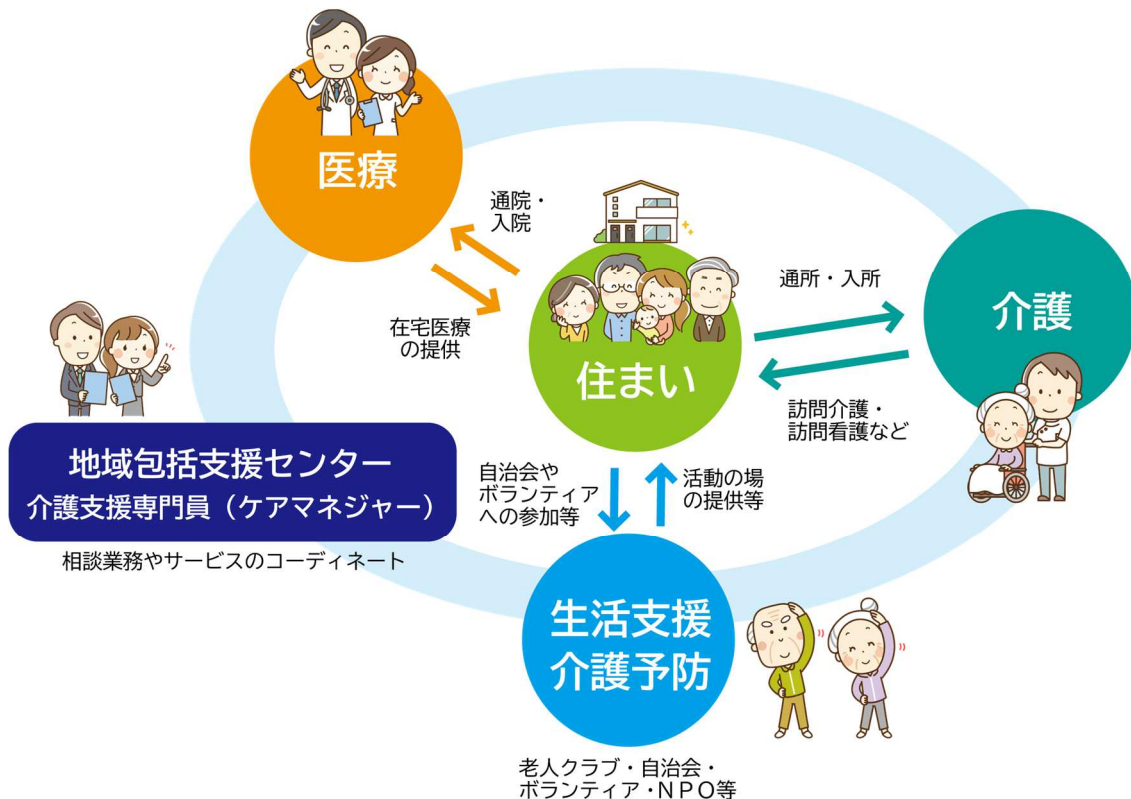 医療
通院・
入院
在宅医療
の提供
住まい
通所・入所
介護
訪問介護・
訪問看護など
地域包括支援センター
介護支援専門員（ケアマネジャー）
相談業務やサービスのコーディネート
自治会や
ボランティア
への参加等
活動の場
の提供等
生活支援
介護予防
老人クラブ・自治会・
ボランティア・ＮＰＯ等